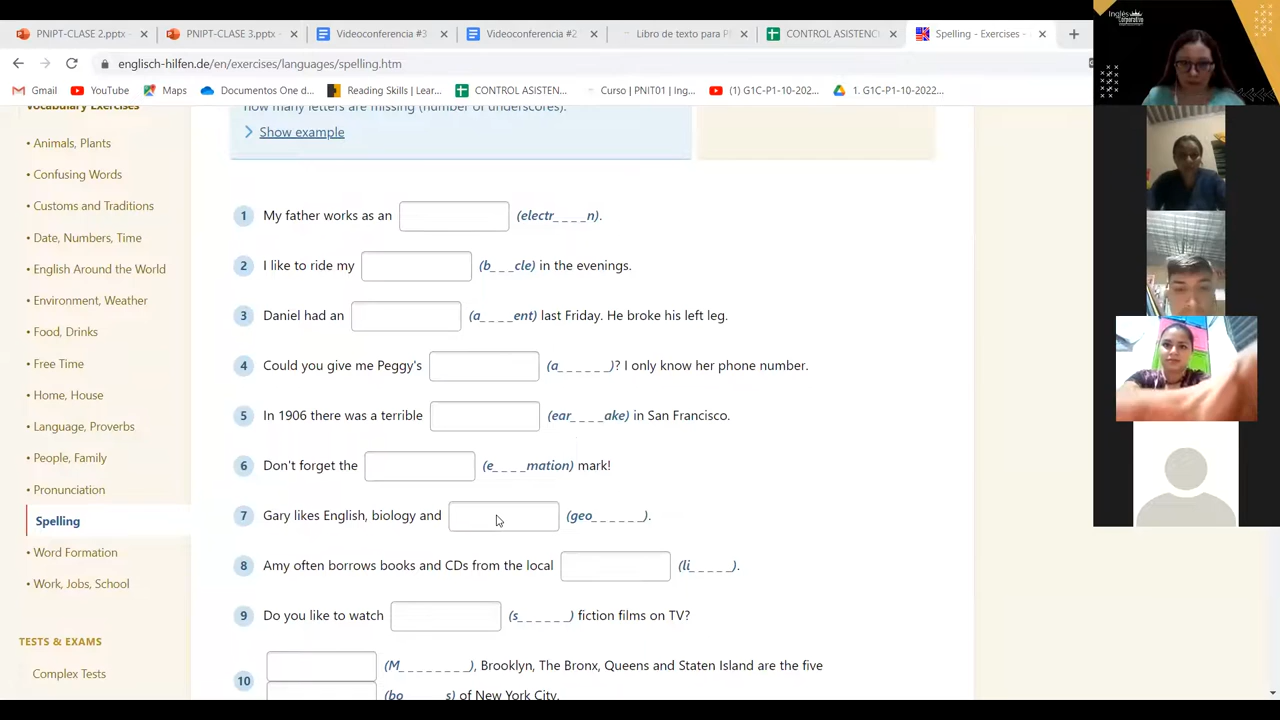 PNIPT-CLASE 2.pptx
PNIPT-CLASE 3.pptx
Videoconferencia #
Videoconferencia #2
Libro de texto para P
CONTROL ASISTENC
Spelling - Exercises -
englisch-hilfen.de/en/exercises/languages/spelling.htm
Gmail
YouTube
Maps
Documentos One d...
Reading Skills Lear...
CONTROL ASISTEN...
Curso | PNIT01 | ing...
(1) G1C-P1-10-202...
1. G1C-P1-10-2022...
Inglés Corporativo
Vocabulary Exercises
• Animals, Plants
• Confusing Words
• Customs and Traditions
• Date, Numbers, Time
• English Around the World
• Environment, Weather
• Food, Drinks
• Free Time
• Home, House
• Language, Proverbs
• People, Family
• Pronunciation
Spelling
• Word Formation
• Work, Jobs, School
TESTS & EXAMS
Complex Tests
how many letters are missing (number of underscores).
Show example
1 My father works as an (electr_ _ _ _n).
2 I like to ride my (b_ _ _cle) in the evenings.
3 Daniel had an (a_ _ _ _ent) last Friday. He broke his left leg.
4 Could you give me Peggy's (a_ _ _ _ _ _)? I only know her phone number.
5 In 1906 there was a terrible (ear_ _ _ _ake) in San Francisco.
6 Don't forget the (e_ _ _ _mation) mark!
7 Gary likes English, biology and (geo_ _ _ _ _ _).
8 Amy often borrows books and CDs from the local (li_ _ _ _ _).
9 Do you like to watch (s_ _ _ _ _ _) fiction films on TV?
10 (M_ _ _ _ _ _ _ _), Brooklyn, The Bronx, Queens and Staten Island are the five
(bo_ _ _ _ _s) of New York City.